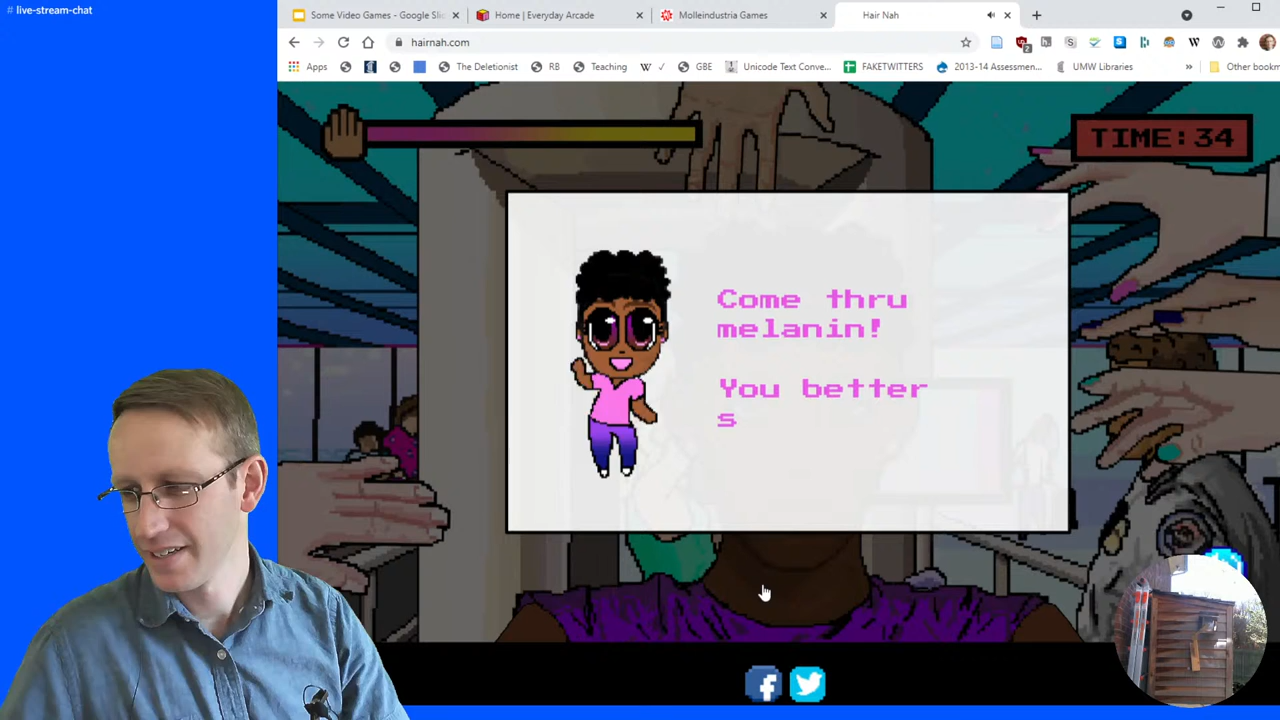 # live-stream-chat
Some Video Games - Google Slic
Home | Everyday Arcade
Molleindustria Games
Hair Nah
hairnah.com
Apps
The Deletionist
RB
Teaching
W
GBE
Unicode Text Conve...
FAKETWITTERS
2013-14 Assessmen...
UMW Libraries
Other bookm
TIME:34
Come thru
melanin!
You better
s